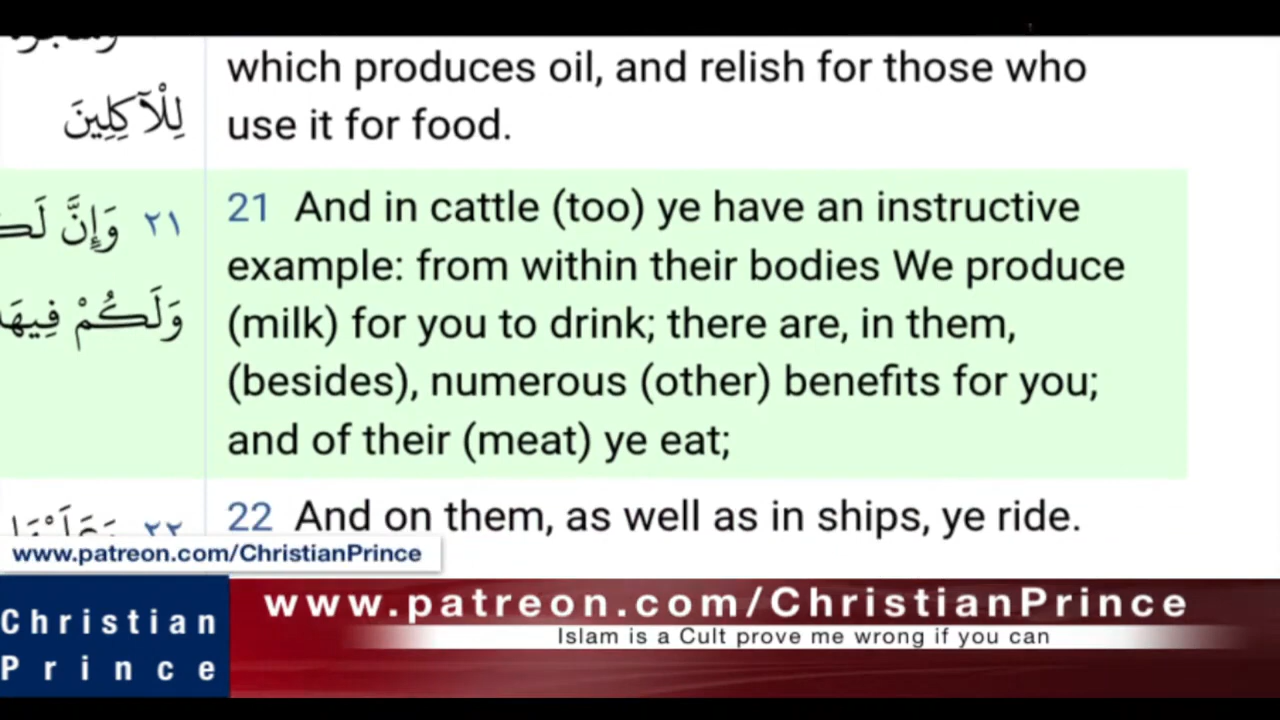 which produces oil, and relish for those who
لِلْآكِلِينَ
use it for food.
٢١ وَإِنَّ
21 And in cattle (too) ye have an instructive
example: from within their bodies We produce
وَلَكُمْ فِيهَا
(milk) for you to drink; there are, in them,
(besides), numerous (other) benefits for you;
and of their (meat) ye eat;
٢٢
22 And on them, as well as in ships, ye ride.
www.patreon.com/ChristianPrince
www.patreon.com/ChristianPrince
Islam is a Cult prove me wrong if you can
Christian
Prince